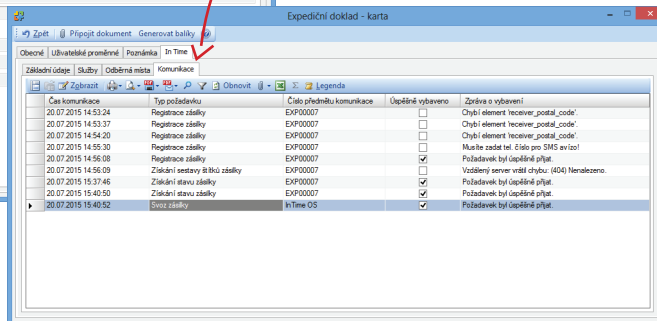 Expediční doklad - karta
Zpět Připojit dokument Generovat balíky
Obecné Uživatelské proměnné Poznámka In Time
Základní údaje Služby Odběrná místa Komunikace
Zobrazit Obnovit Legenda
Čas komunikace Typ požadavku Číslo předmětu komunikace Úspěšně vybaveno Zpráva o vybavení
20.07.2015 14:53:24 Registrace zásilky EXP00007 Chybí element 'receiver_postal_code'.
20.07.2015 14:53:37 Registrace zásilky EXP00007 Chybí element 'receiver_postal_code'.
20.07.2015 14:54:20 Registrace zásilky EXP00007 Chybí element 'receiver_postal_code'.
20.07.2015 14:55:30 Registrace zásilky EXP00007 Musíte zadat tel. číslo pro SMS avízo!
20.07.2015 14:56:08 Registrace zásilky EXP00007 Požadavek byl úspěšně přijat.
20.07.2015 14:56:09 Získání sestavy štítků zásilky EXP00007 Vzdálený server vrátil chybu: (404) Nenalezeno.
20.07.2015 15:37:46 Získání stavu zásilky EXP00007 Požadavek byl úspěšně přijat.
20.07.2015 15:40:50 Získání stavu zásilky EXP00007 Požadavek byl úspěšně přijat.
20.07.2015 15:40:52 Svoz zásilky InTime OS Požadavek byl úspěšně přijat.